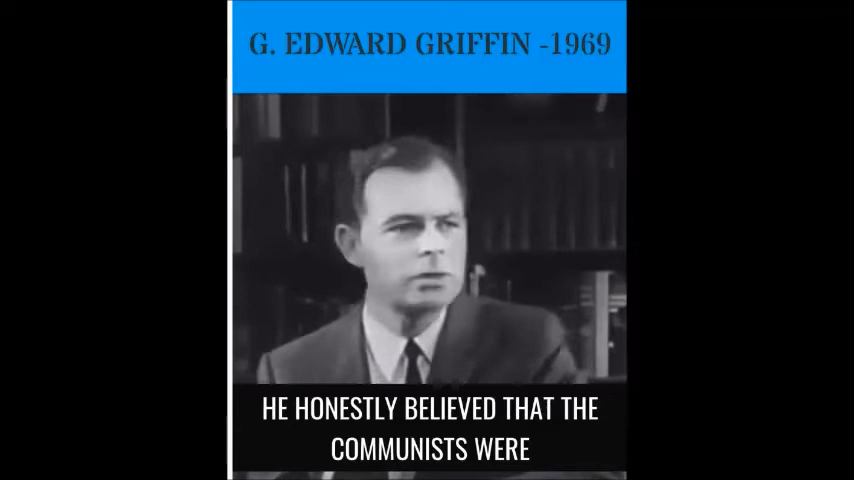 G. EDWARD GRIFFIN -1969
HE HONESTLY BELIEVED THAT THE
COMMUNISTS WERE